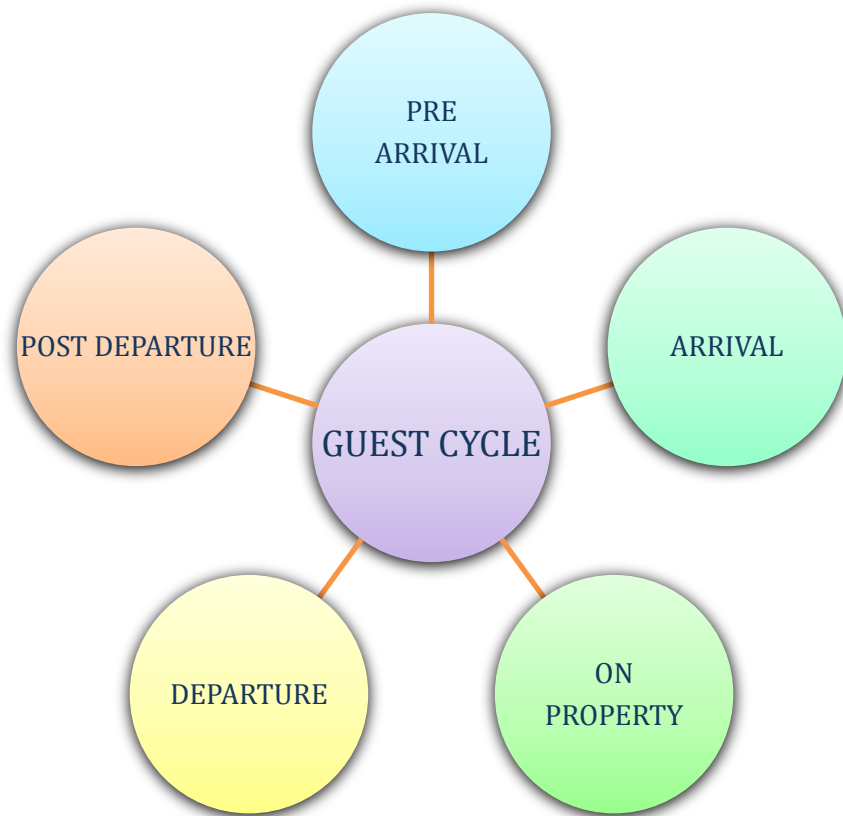 PRE
ARRIVAL
ARRIVAL
ON
PROPERTY
DEPARTURE
POST DEPARTURE
GUEST CYCLE